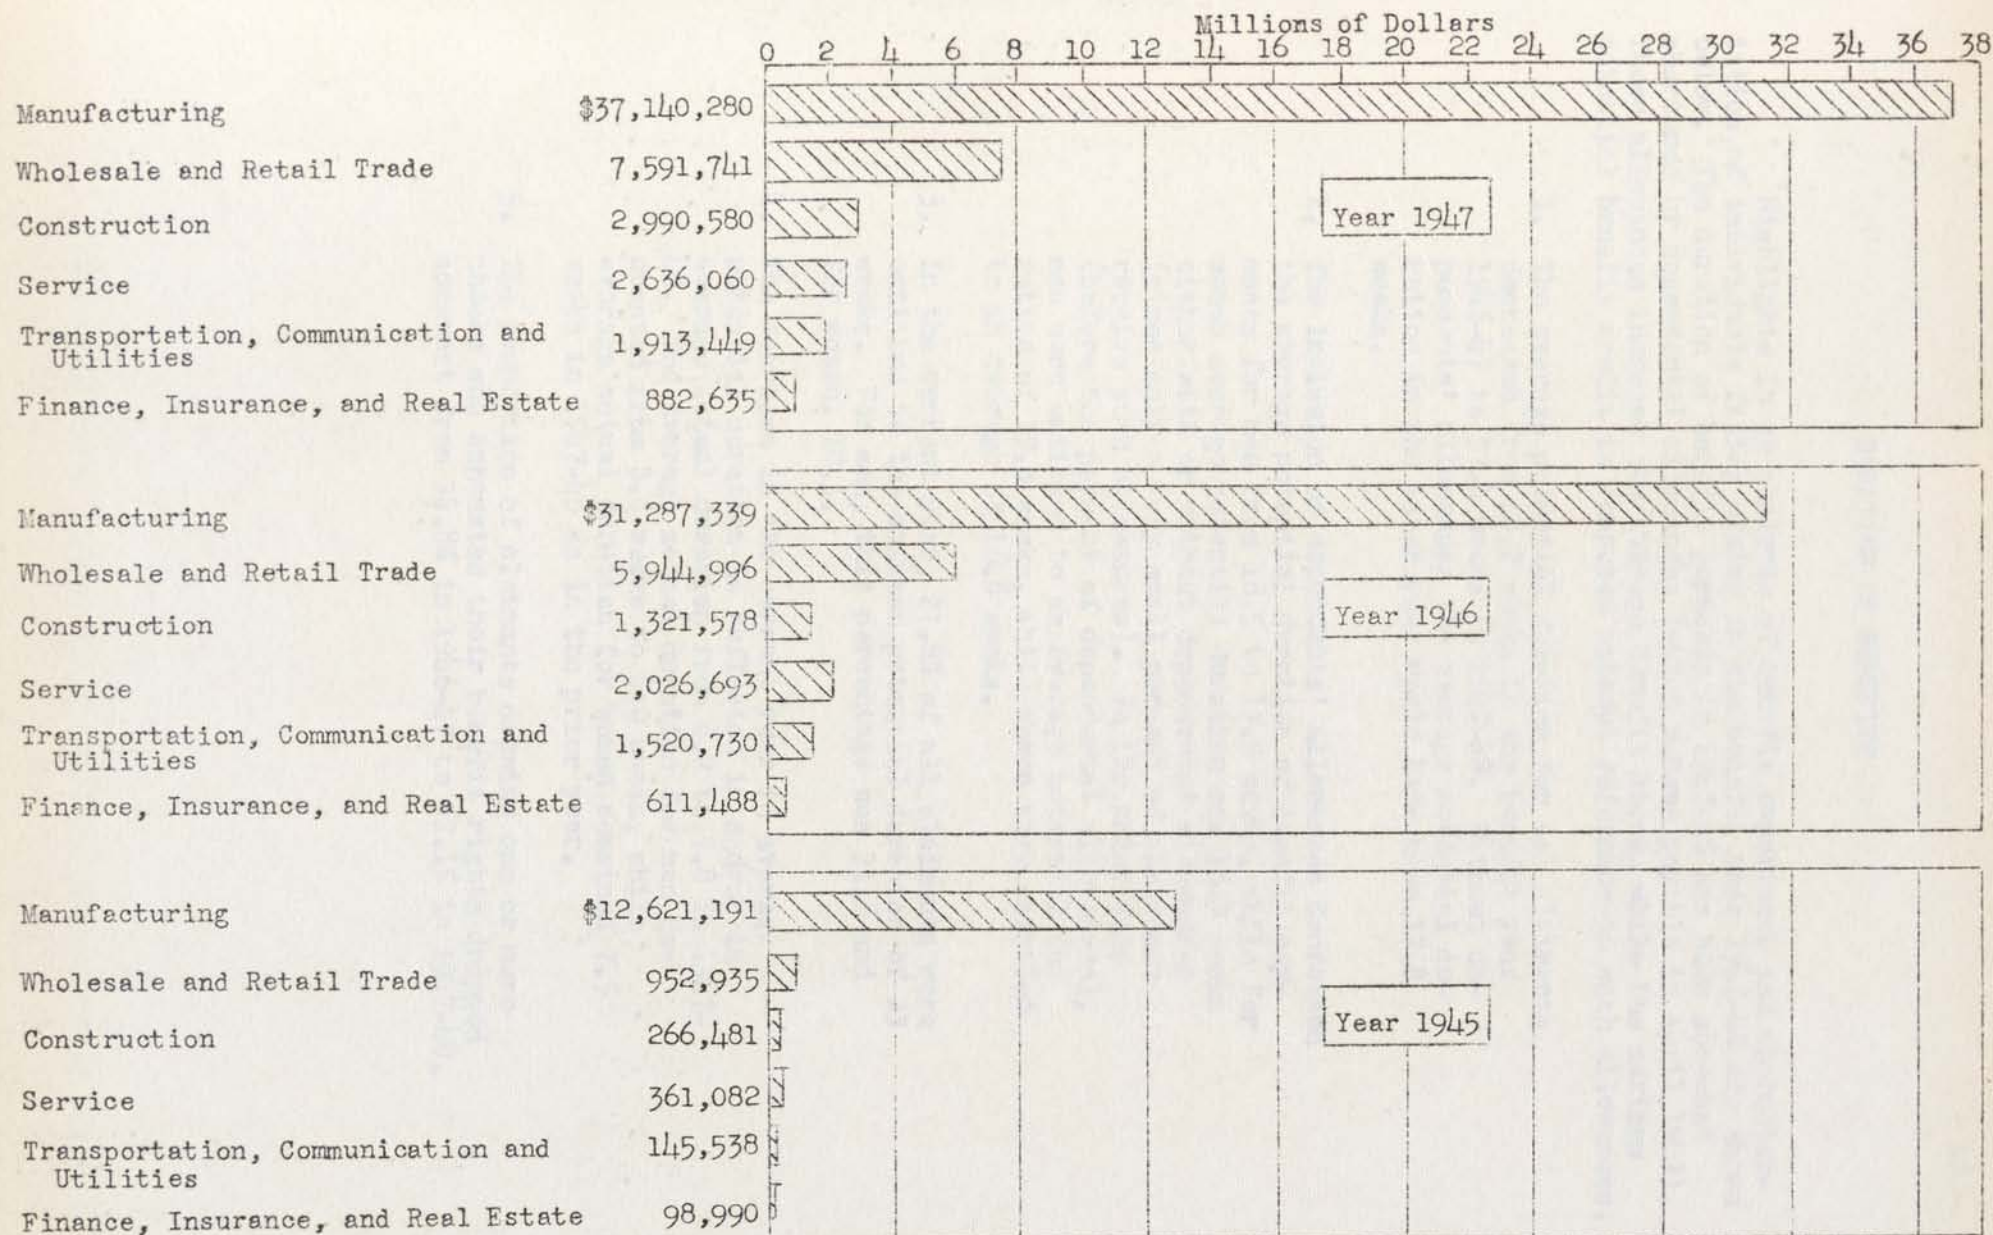 Millions of Dollars
0 2 4 6 8 10 12 14 16 18 20 22 24 26 28 30 32 34 36 38
Manufacturing $37,140,280
Wholesale and Retail Trade 7,591,741
Construction 2,990,580
Service 2,636,060
Transportation, Communication and
Utilities 1,913,449
Finance, Insurance, and Real Estate 882,635
Year 1947
Manufacturing $31,287,339
Wholesale and Retail Trade 5,944,996
Construction 1,321,578
Service 2,026,693
Transportation, Communication and
Utilities 1,520,730
Finance, Insurance, and Real Estate 611,488
Year 1946
Manufacturing $12,621,191
Wholesale and Retail Trade 952,935
Construction 266,481
Service 361,082
Transportation, Communication and
Utilities 145,538
Finance, Insurance, and Real Estate 98,990
Year 1945